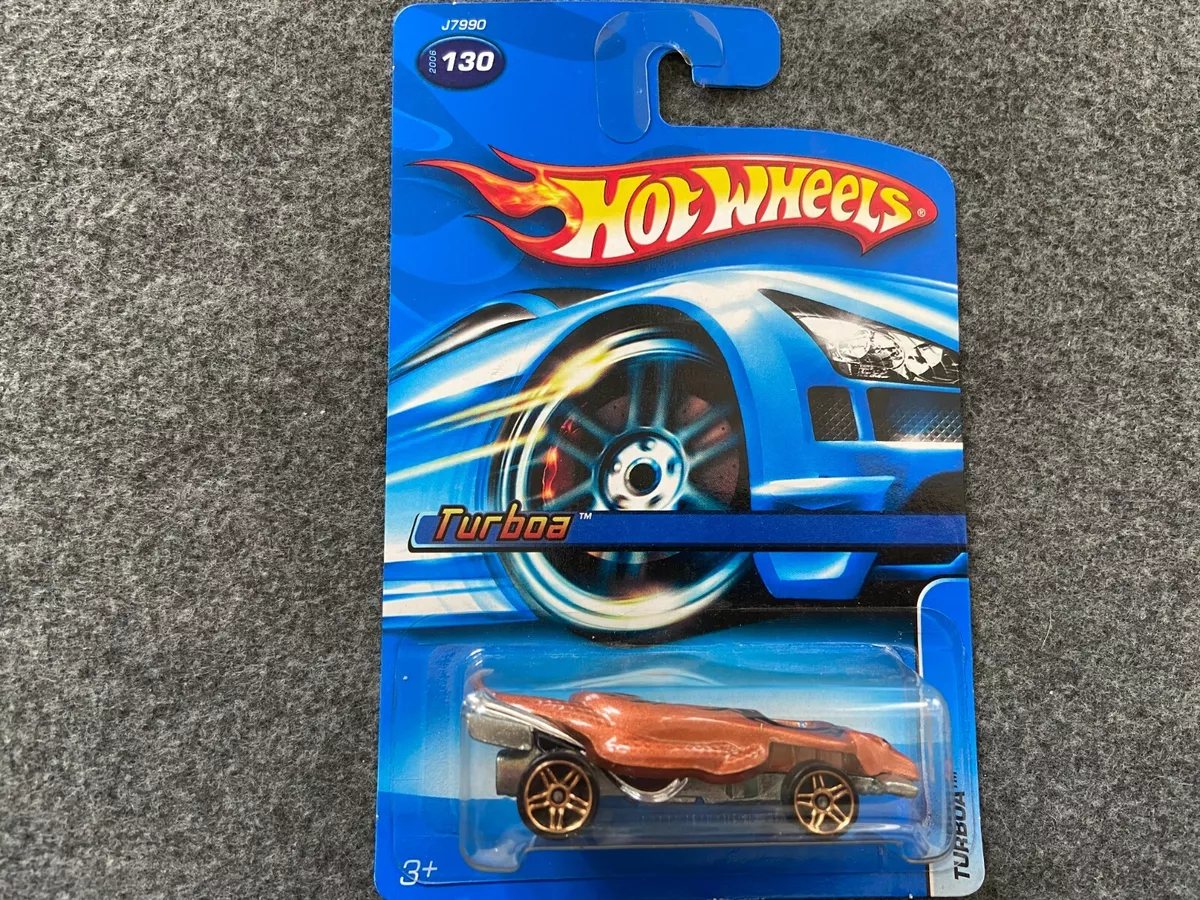 J7990
2006
130
HOT WHEELS®
Turboa™
TURBOA™
3+